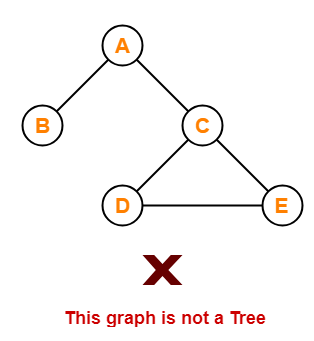 A
B C
D E
X
This graph is not a Tree